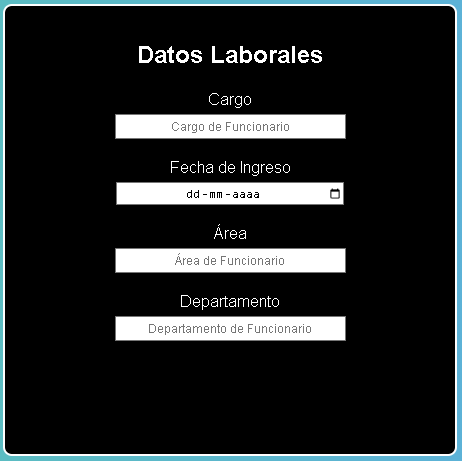 Datos Laborales
Cargo
Cargo de Funcionario
Fecha de Ingreso
dd-mm-aaaa
Área
Área de Funcionario
Departamento
Departamento de Funcionario